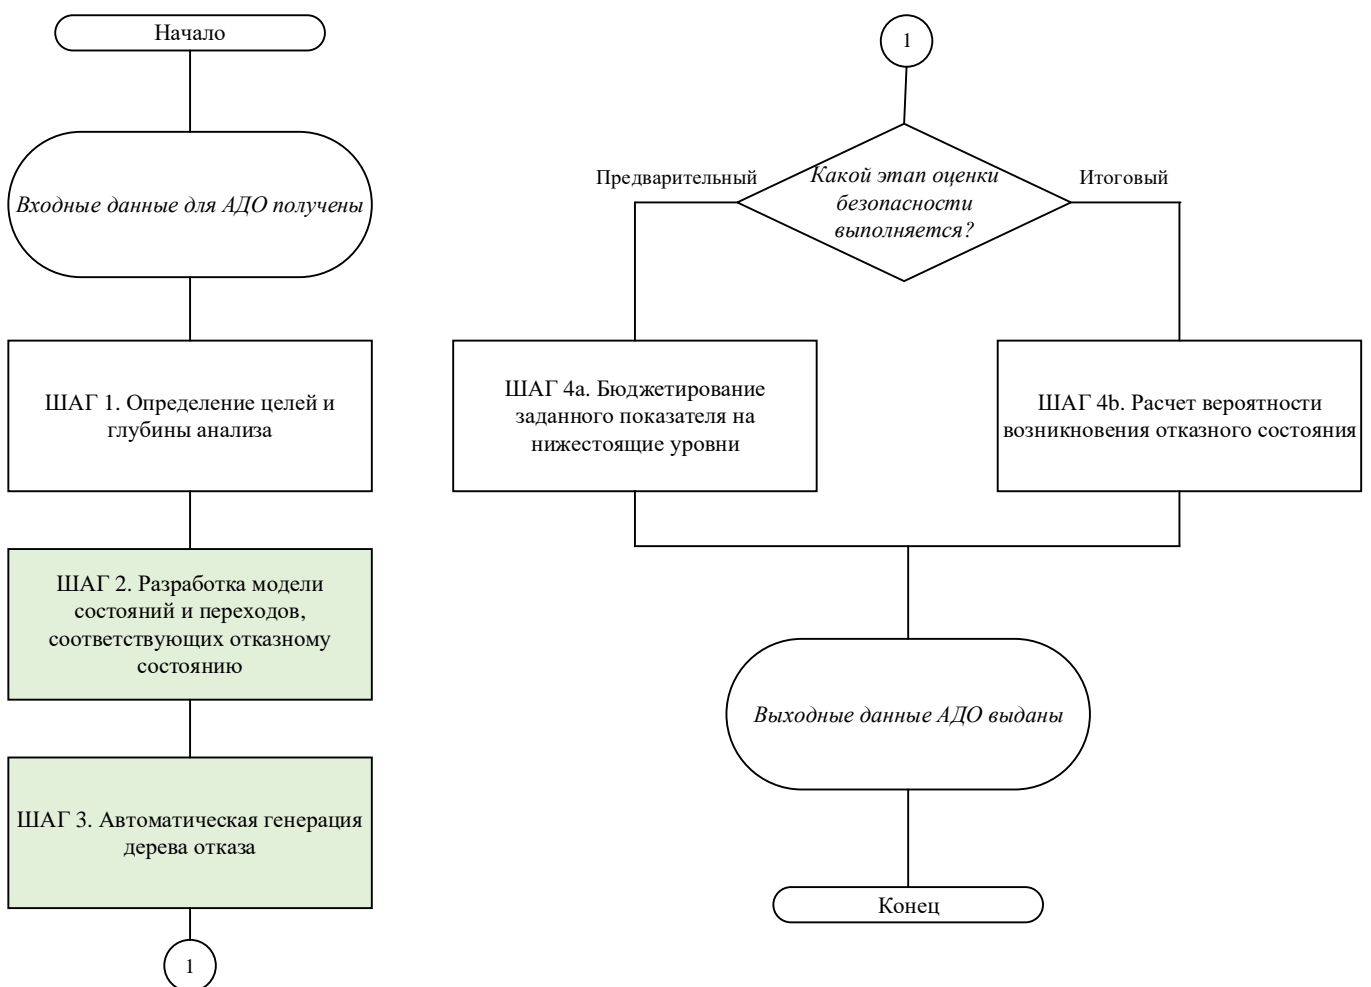 Начало
Входные данные для АДО получены
ШАГ 1. Определение целей и
глубины анализа
ШАГ 2. Разработка модели
состояний и переходов,
соответствующих отказному
состоянию
ШАГ 3. Автоматическая генерация
дерева отказа
1
1
Какой этап оценки
безопасности
выполняется?
Предварительный
Итоговый
ШАГ 4a. Бюджетирование
заданного показателя на
нижестоящие уровни
ШАГ 4b. Расчет вероятности
возникновения отказного состояния
Выходные данные АДО выданы
Конец